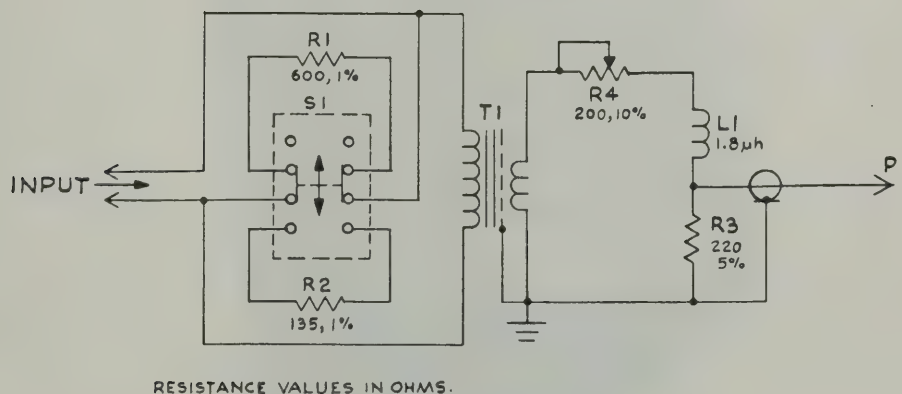 R1
600, 1%
S1
INPUT
R2
135, 1%
T1
R4
200, 10%
L1
1.8μh
P
R3
220
5%
RESISTANCE VALUES IN OHMS.